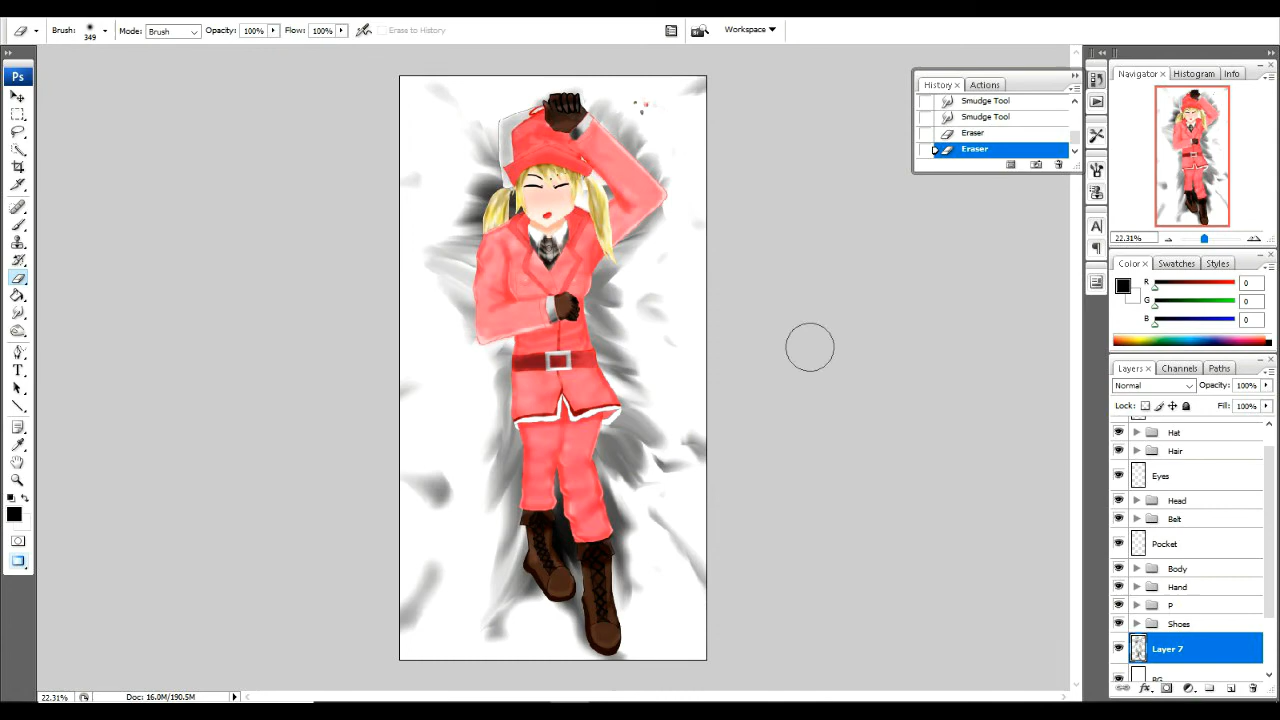 Brush: 349 Mode: Brush Opacity: 100% Flow: 100% Erase to History Workspace
Ps
History Actions
Smudge Tool
Smudge Tool
Eraser
Eraser
Navigator Histogram Info
22.31%
Color Swatches Styles
R 0
G 0
B 0
Layers Channels Paths
Normal Opacity: 100%
Lock: Fill: 100%
Hat
Hair
Eyes
Head
Belt
Pocket
Body
Hand
P
Shoes
Layer 7
BG
22.31% Doc: 16.0M/190.5M